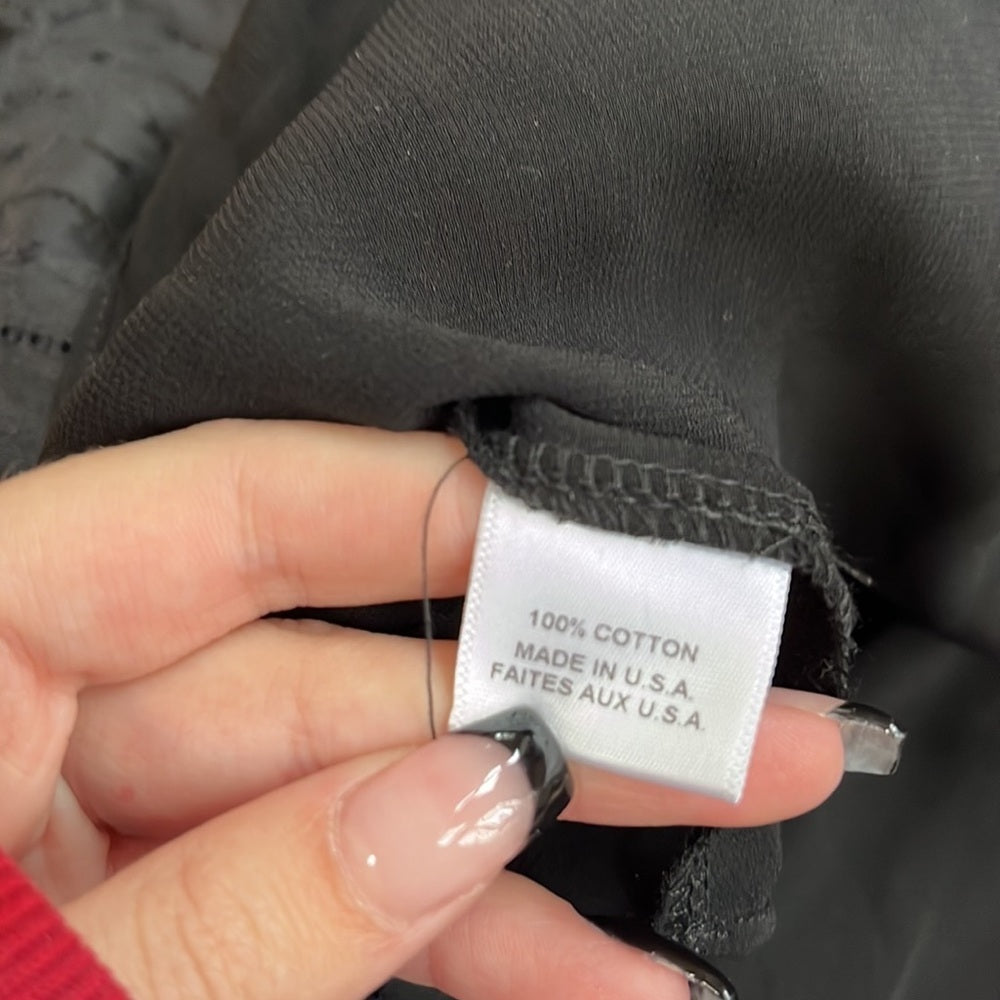 100% COTTON
MADE IN U.S.A.
FAITES AUX U.S.A.